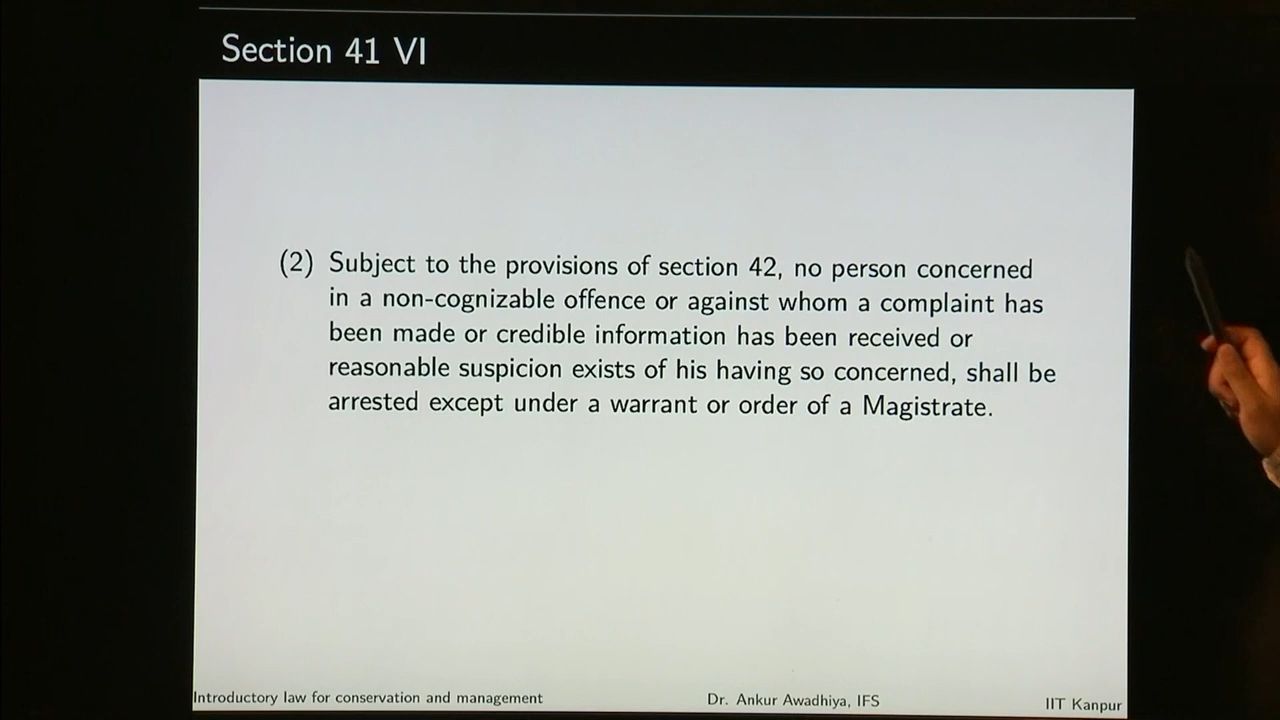 Section 41 VI
(2) Subject to the provisions of section 42, no person concerned
in a non-cognizable offence or against whom a complaint has
been made or credible information has been received or
reasonable suspicion exists of his having so concerned, shall be
arrested except under a warrant or order of a Magistrate.
Introductory law for conservation and management Dr. Ankur Awadhiya, IFS IIT Kanpur